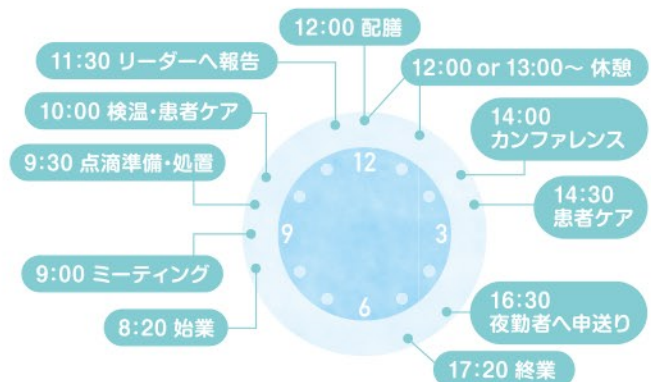 12:00 配膳
11:30 リーダーへ報告
12:00 or 13:00～ 休憩
10:00 検温・患者ケア
14:00
カンファレンス
9:30 点滴準備・処置
14:30
患者ケア
9:00 ミーティング
8:20 始業
16:30
夜勤者へ申送り
17:20 終業
12
3
6
9